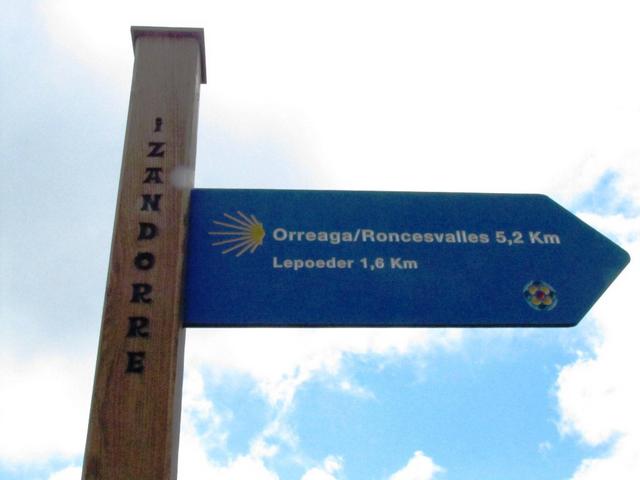 IZANDORRE
Orreaga/Roncesvalles 5,2 Km
Lepoeder 1,6 Km